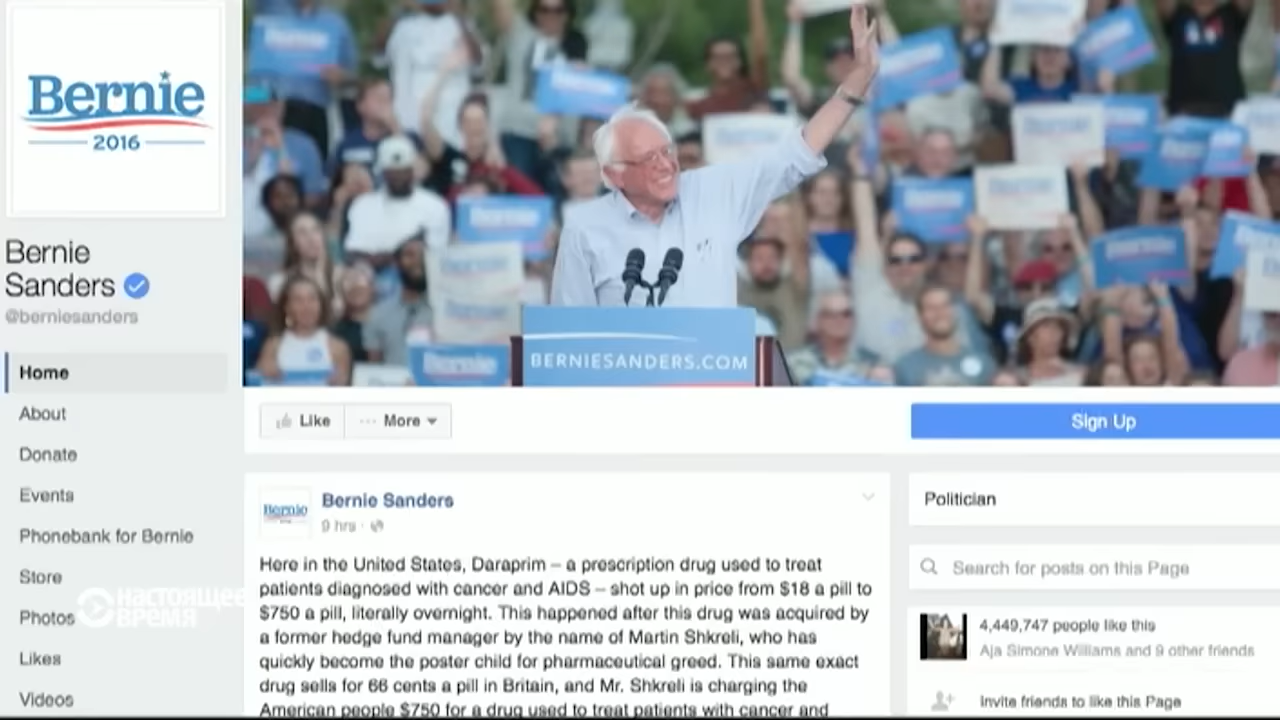 Bernie
2016
Bernie
Sanders
@berniesanders
Home
About
Donate
Events
Phonebank for Bernie
Store
Photos
Likes
Videos
НАСТОЯЩЕЕ
ВРЕМЯ
BERNIESANDERS.COM
Like
More
Sign Up
Bernie
Bernie Sanders
9 hrs
Here in the United States, Daraprim – a prescription drug used to treat
patients diagnosed with cancer and AIDS – shot up in price from $18 a pill to
$750 a pill, literally overnight. This happened after this drug was acquired by
a former hedge fund manager by the name of Martin Shkreli, who has
quickly become the poster child for pharmaceutical greed. This same exact
drug sells for 66 cents a pill in Britain, and Mr. Shkreli is charging the
American people $750 for a drug used to treat patients with cancer and
Politician
Search for posts on this Page
4,449,747 people like this
Aja Simone Williams and 9 other friends
Invite friends to like this Page